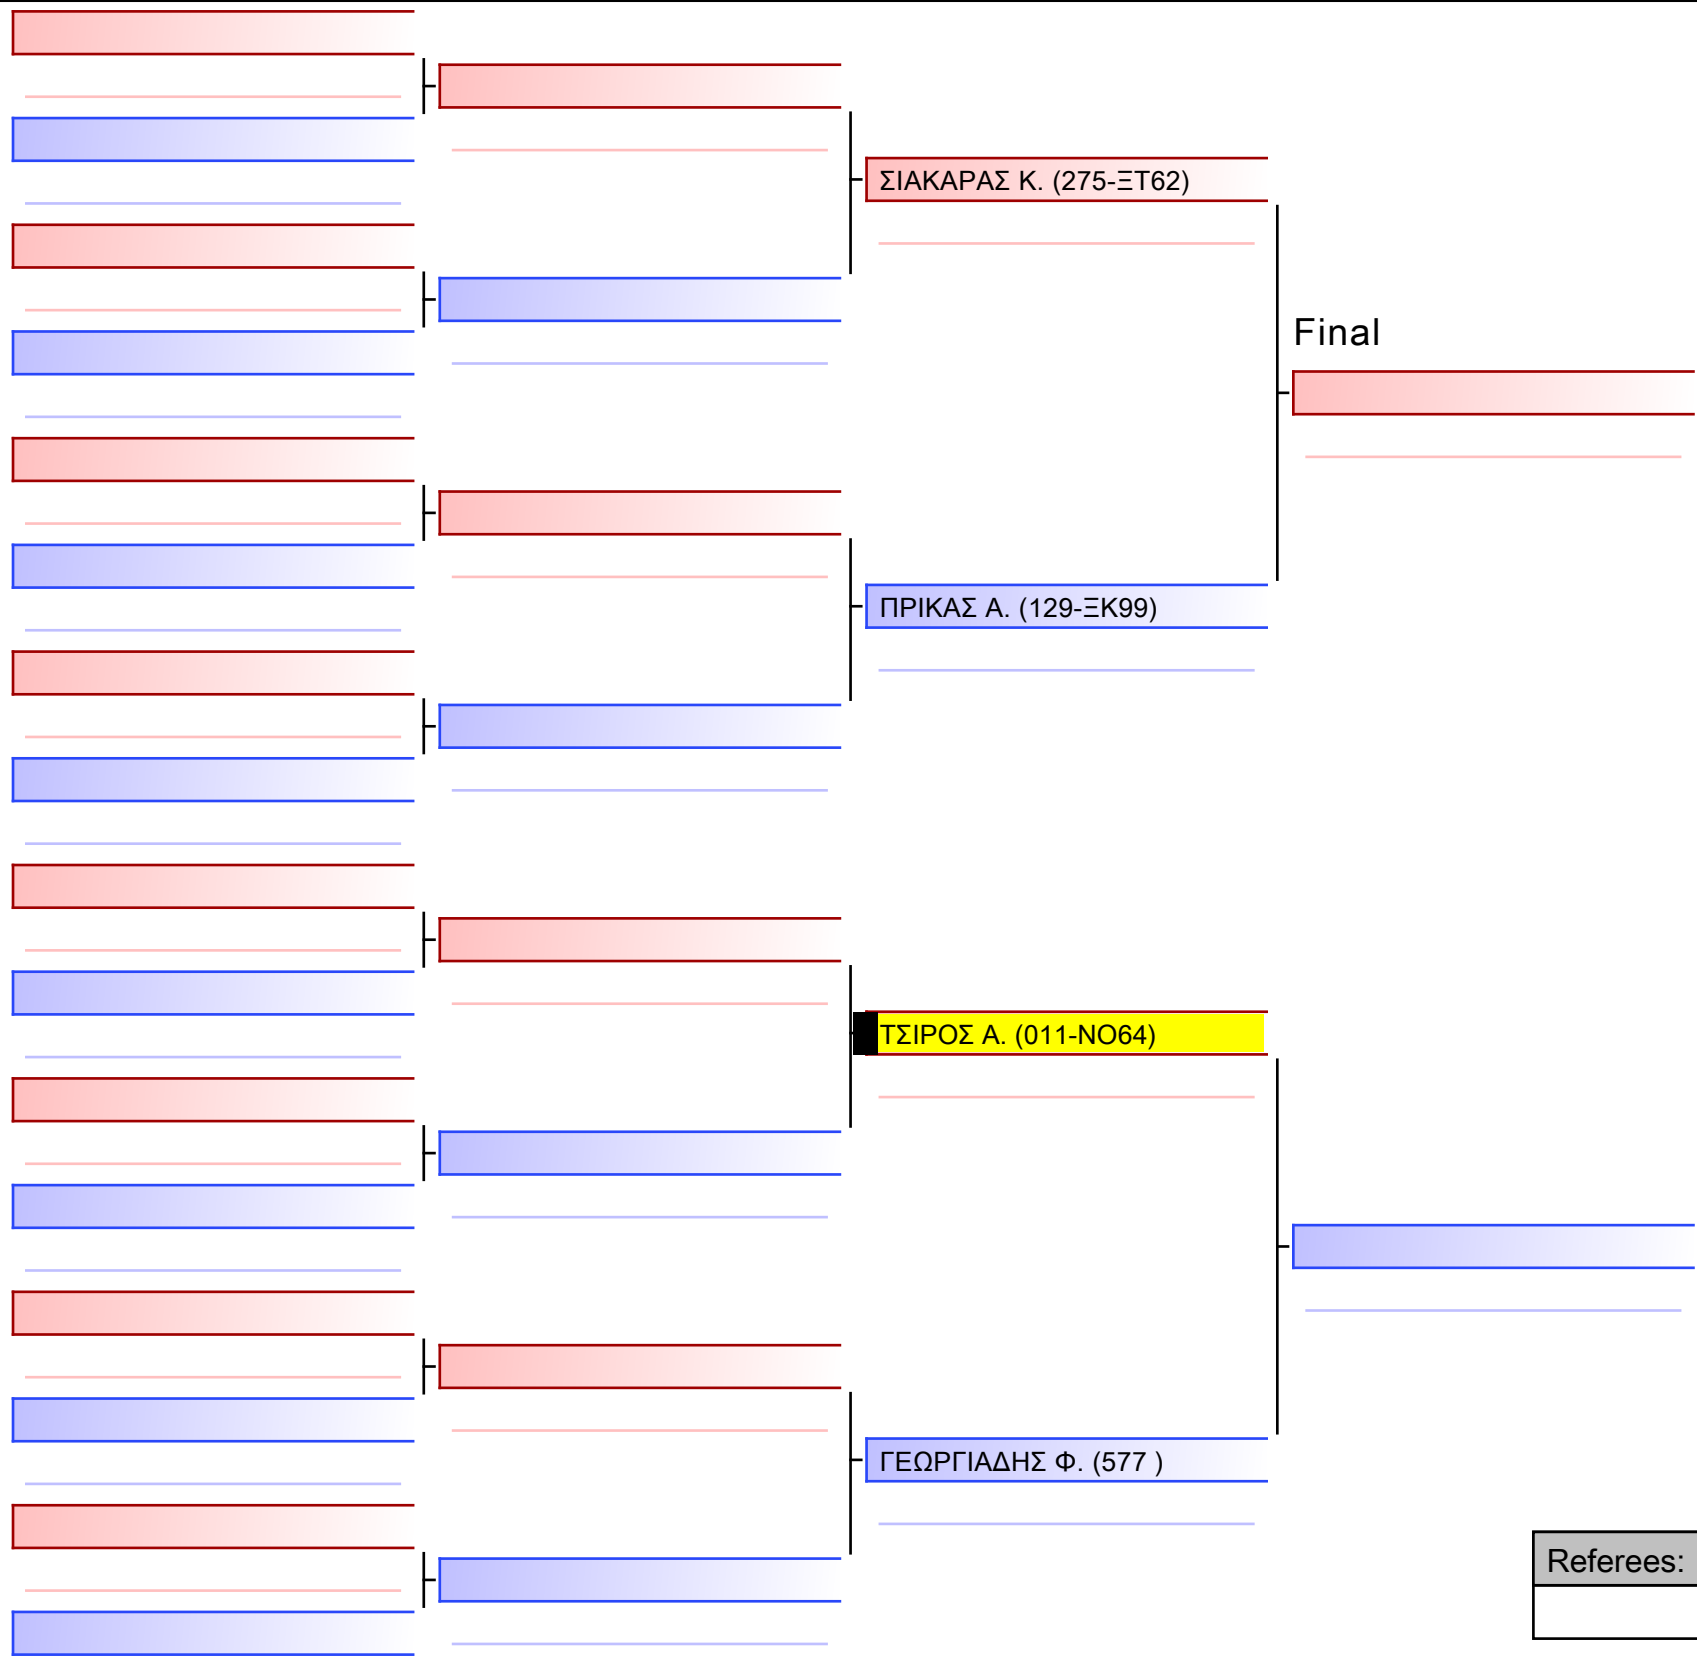 ΣΙΑΚΑΡΑΣ Κ. (275-ΞΤ62)
Final
ΠΡΙΚΑΣ Α. (129-ΞΚ99)
ΤΣΙΡΟΣ Α. (011-ΝΟ64)
ΓΕΩΡΓΙΑΔΗΣ Φ. (577 )
Referees: